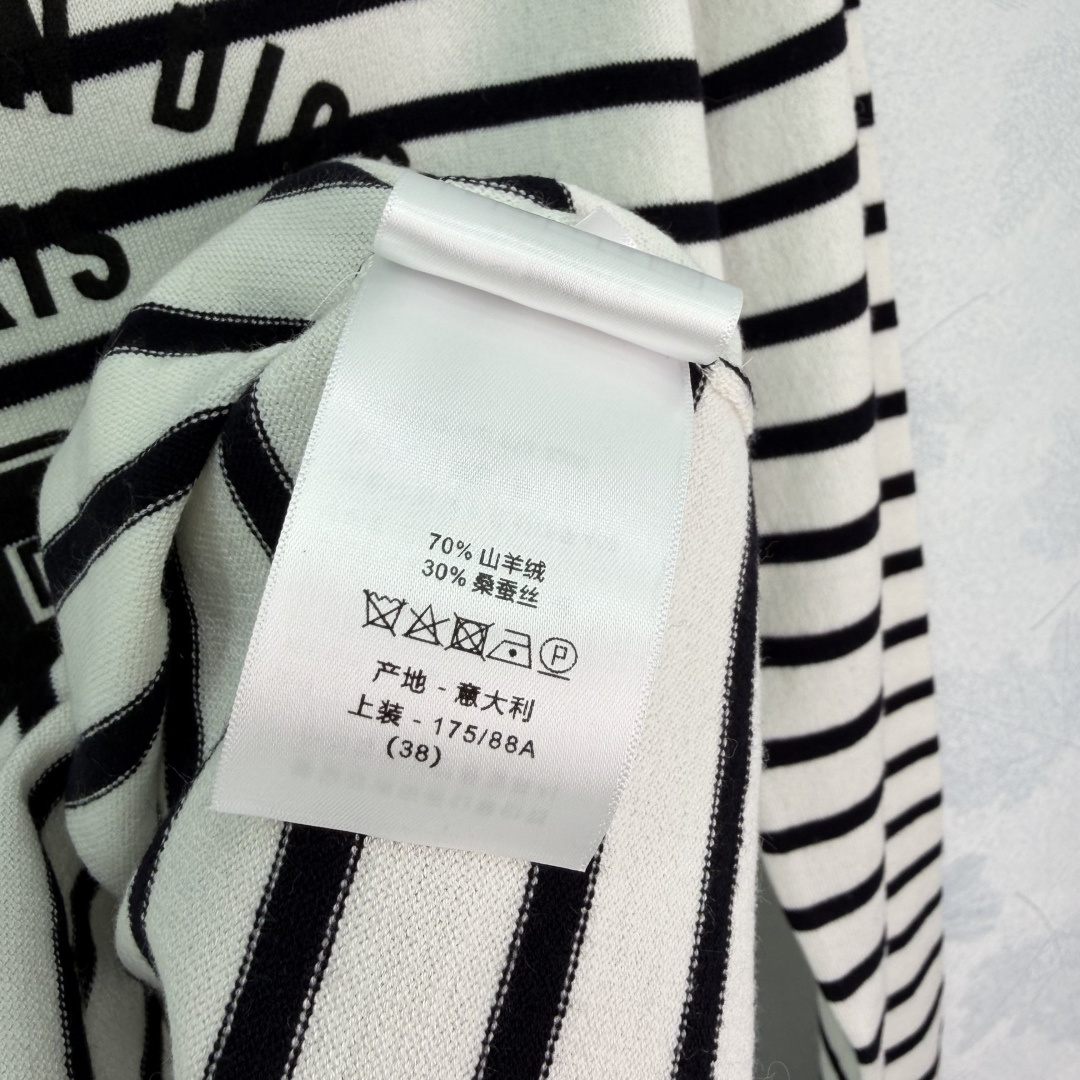 70% 山羊绒
30% 桑蚕丝
P
产地 - 意大利
上装 - 175/88A
(38)